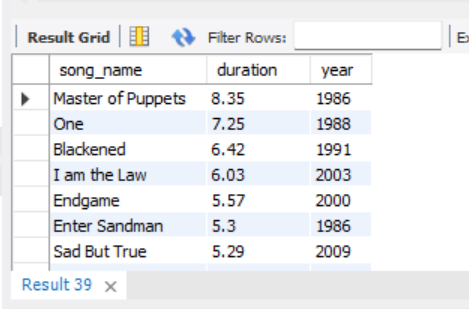 Result Grid Filter Rows: Ex
song_name duration year
Master of Puppets 8.35 1986
One 7.25 1988
Blackened 6.42 1991
I am the Law 6.03 2003
Endgame 5.57 2000
Enter Sandman 5.3 1986
Sad But True 5.29 2009
Result 39